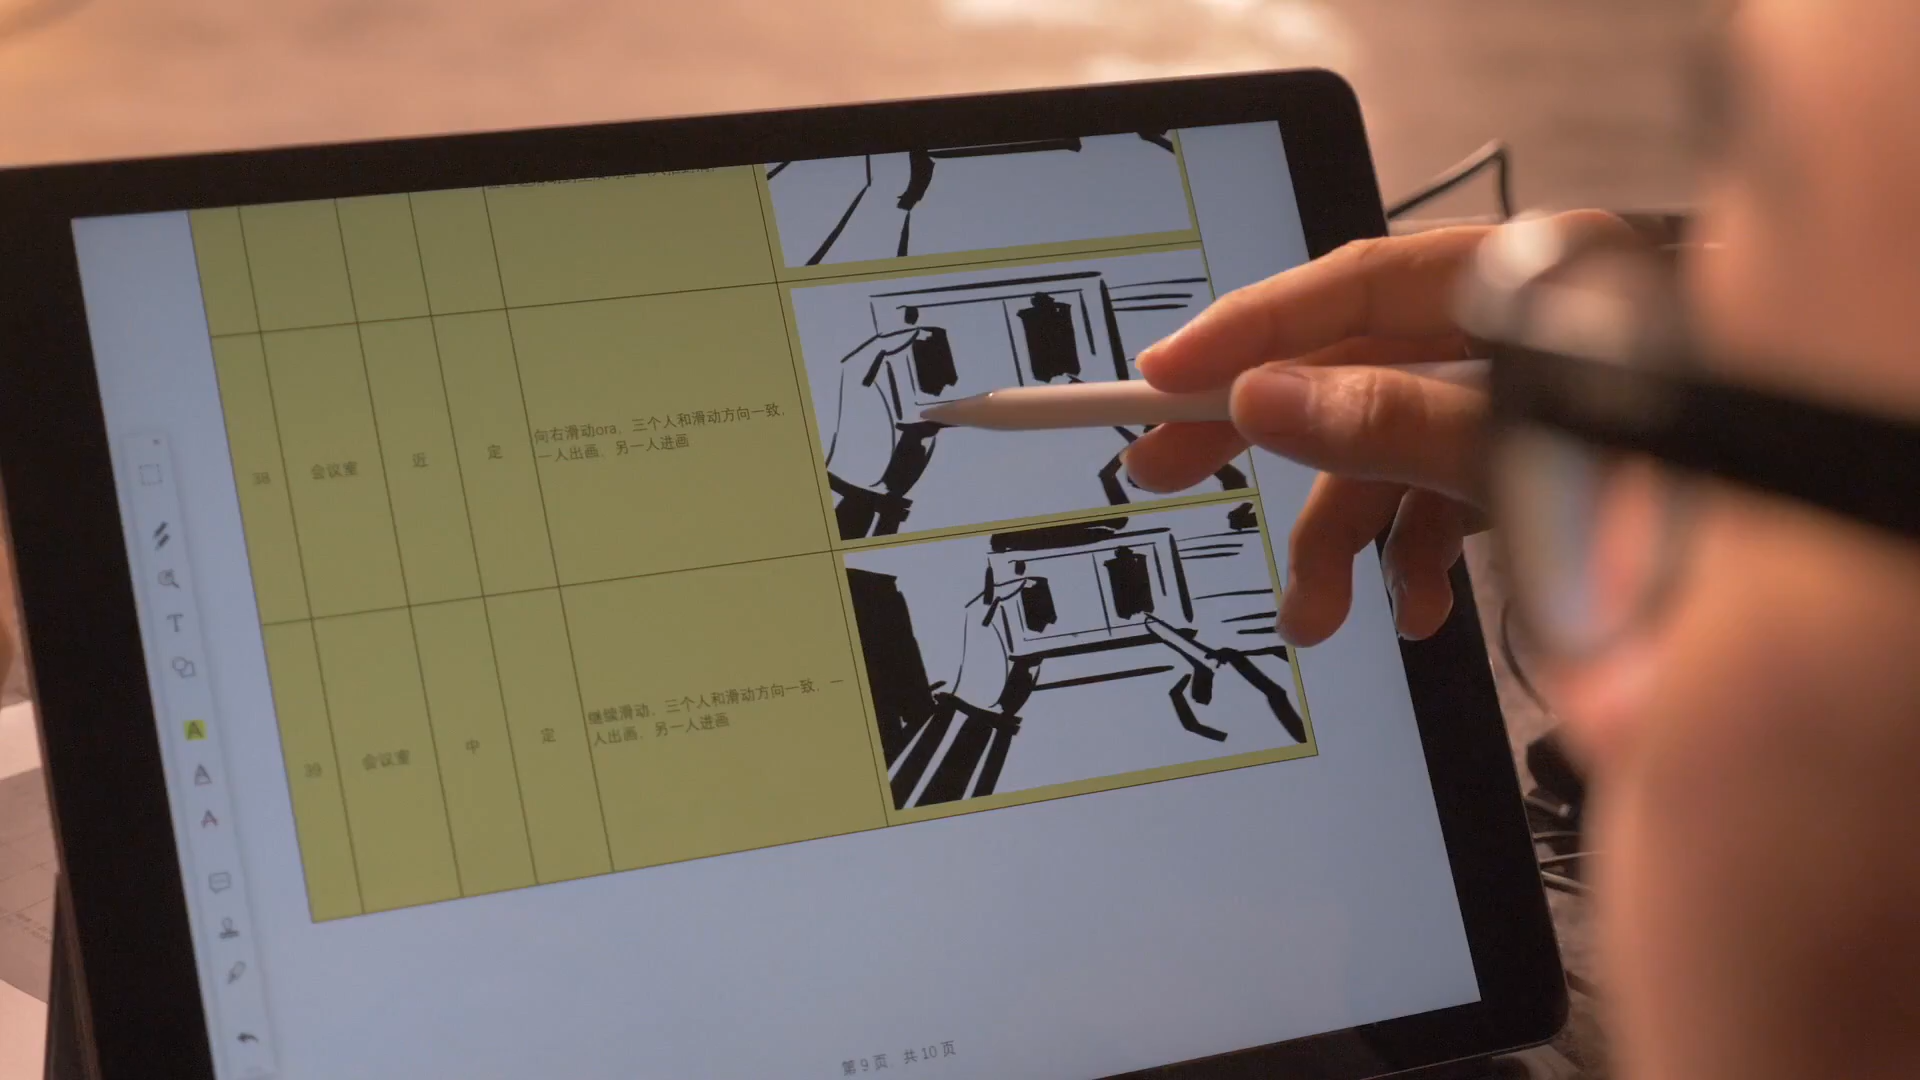 38 会议室 近 定 向右滑动ora，三个人和滑动方向一致，
一人出画，另一人进画
39 会议室 中 定 继续滑动，三个人和滑动方向一致，一
人出画，另一人进画
T
A
A
A
第 9 页，共 10 页